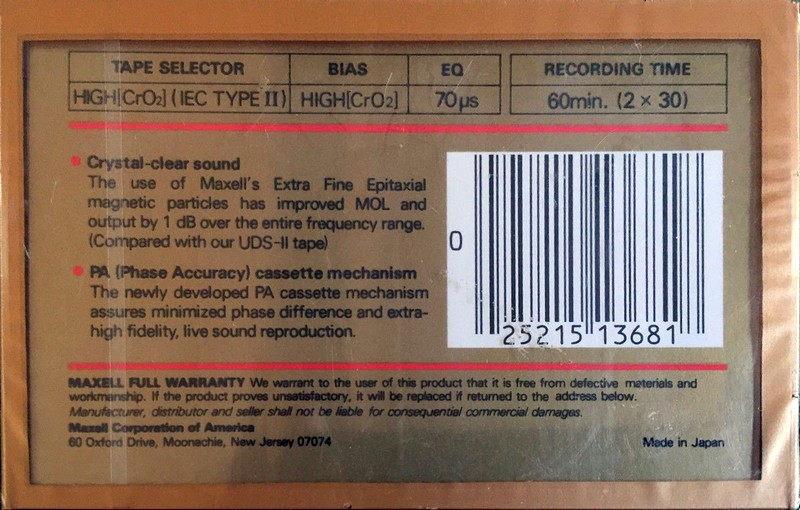 TAPE SELECTOR BIAS EQ RECORDING TIME
HIGH[CrO₂] (IEC TYPE II) HIGH[CrO₂] 70μs 60min. (2 × 30)
• Crystal-clear sound
The use of Maxell's Extra Fine Epitaxial
magnetic particles has improved MOL and
output by 1 dB over the entire frequency range.
(Compared with our UDS-II tape)
• PA (Phase Accuracy) cassette mechanism
The newly developed PA cassette mechanism
assures minimized phase difference and extra-
high fidelity, live sound reproduction.
0
25215 13681
MAXELL FULL WARRANTY We warrant to the user of this product that it is free from defective materials and
workmanship. If the product proves unsatisfactory, it will be replaced if returned to the address below.
Manufacturer, distributor and seller shall not be liable for consequential commercial damages.
Maxell Corporation of America
60 Oxford Drive, Moonachie, New Jersey 07074 Made in Japan